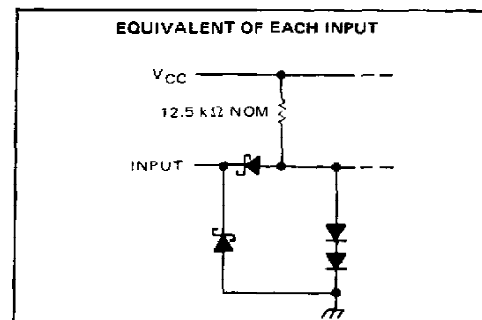 EQUIVALENT OF EACH INPUT
VCC
12.5 kΩ NOM
INPUT